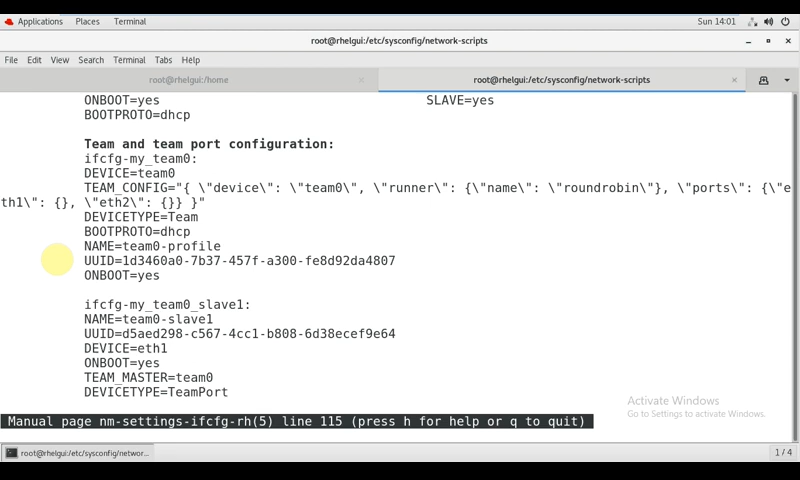 Applications Places Terminal Sun 14:01
root@rhelgui:/etc/sysconfig/network-scripts
File Edit View Search Terminal Tabs Help
root@rhelgui:/home × root@rhelgui:/etc/sysconfig/network-scripts ×
ONBOOT=yes SLAVE=yes
BOOTPROTO=dhcp
Team and team port configuration:
ifcfg-my_team0:
DEVICE=team0
TEAM_CONFIG="{ \"device\": \"team0\", \"runner\": {\"name\": \"roundrobin\"}, \"ports\": {\"e
th1\": {}, \"eth2\": {}} }"
DEVICETYPE=Team
BOOTPROTO=dhcp
NAME=team0-profile
UUID=1d3460a0-7b37-457f-a300-fe8d92da4807
ONBOOT=yes
ifcfg-my_team0_slave1:
NAME=team0-slave1
UUID=d5aed298-c567-4cc1-b808-6d38ecef9e64
DEVICE=eth1
ONBOOT=yes
TEAM_MASTER=team0
DEVICETYPE=TeamPort
Activate Windows
Go to Settings to activate Windows.
Manual page nm-settings-ifcfg-rh(5) line 115 (press h for help or q to quit)
root@rhelgui:/etc/sysconfig/networ... 1 / 4